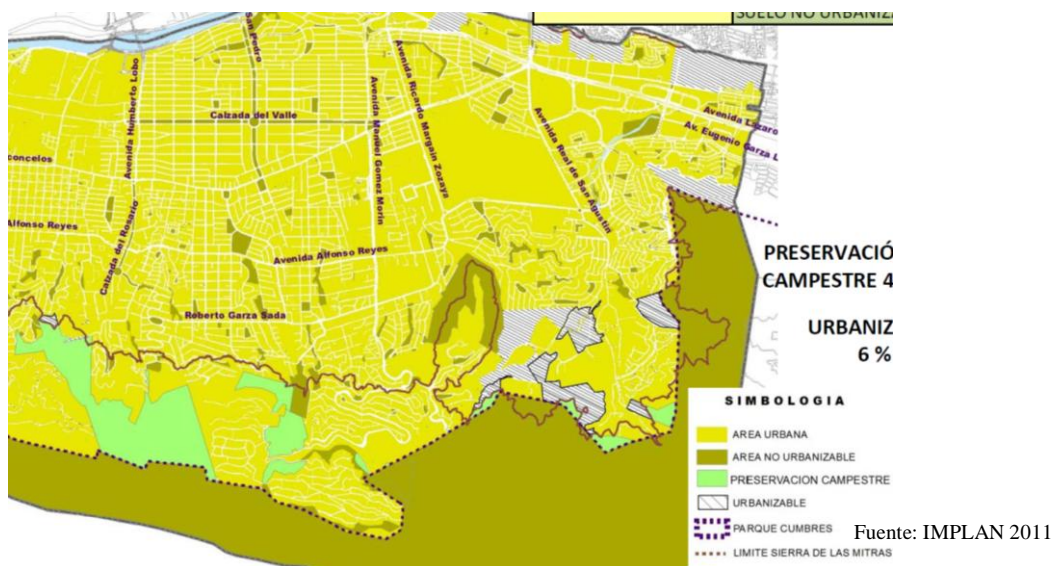 SUELO NO URBANIZ
San Pedro
Avenida Humberto Lobo
Calzada del Valle
Avenida Manuel Gomez Morin
Avenida Ricardo Margain Zozaya
Avenida Real de San Agustin
Avenida Lazaro
Av. Eugenio Garza L
concelos
Alfonso Reyes
Calzada del Rosario
Avenida Alfonso Reyes
Roberto Garza Sada
PRESERVACIÓ
CAMPESTRE 4
URBANIZ
6 %
SIMBOLOGIA
AREA URBANA
AREA NO URBANIZABLE
PRESERVACION CAMPESTRE
URBANIZABLE
PARQUE CUMBRES
LIMITE SIERRA DE LAS MITRAS
Fuente: IMPLAN 2011